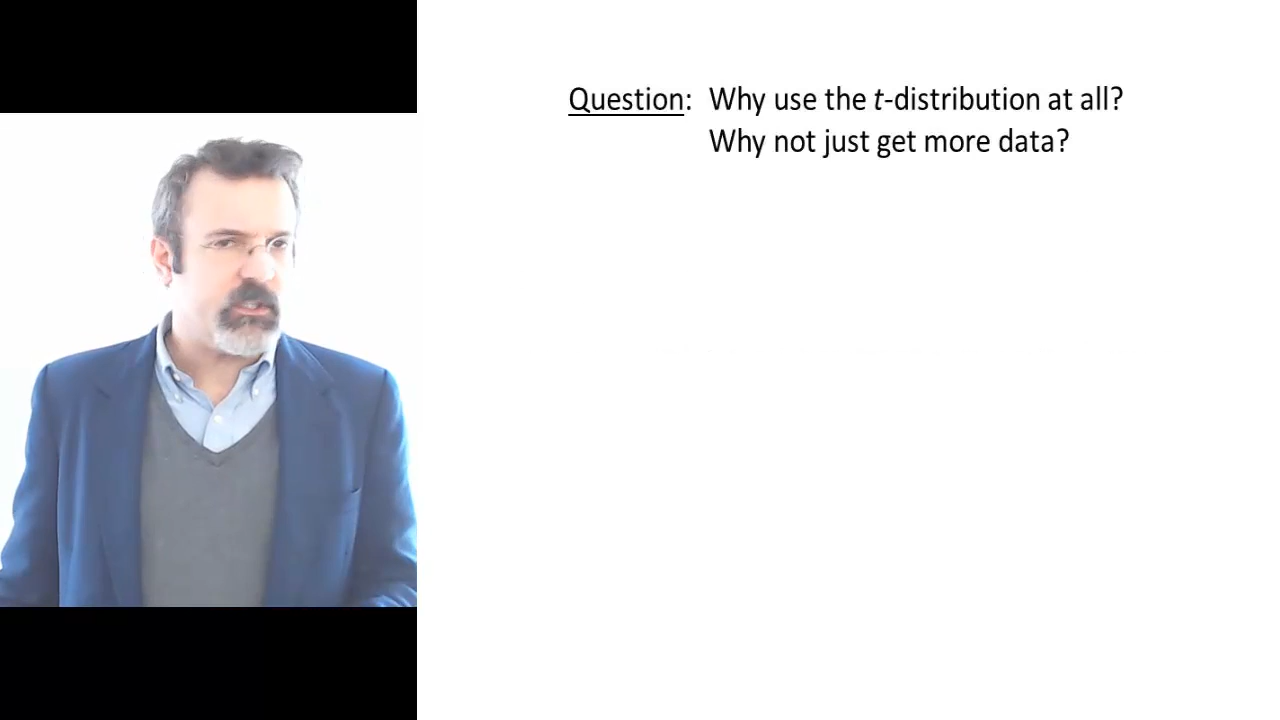 Question: Why use the t-distribution at all?
Why not just get more data?